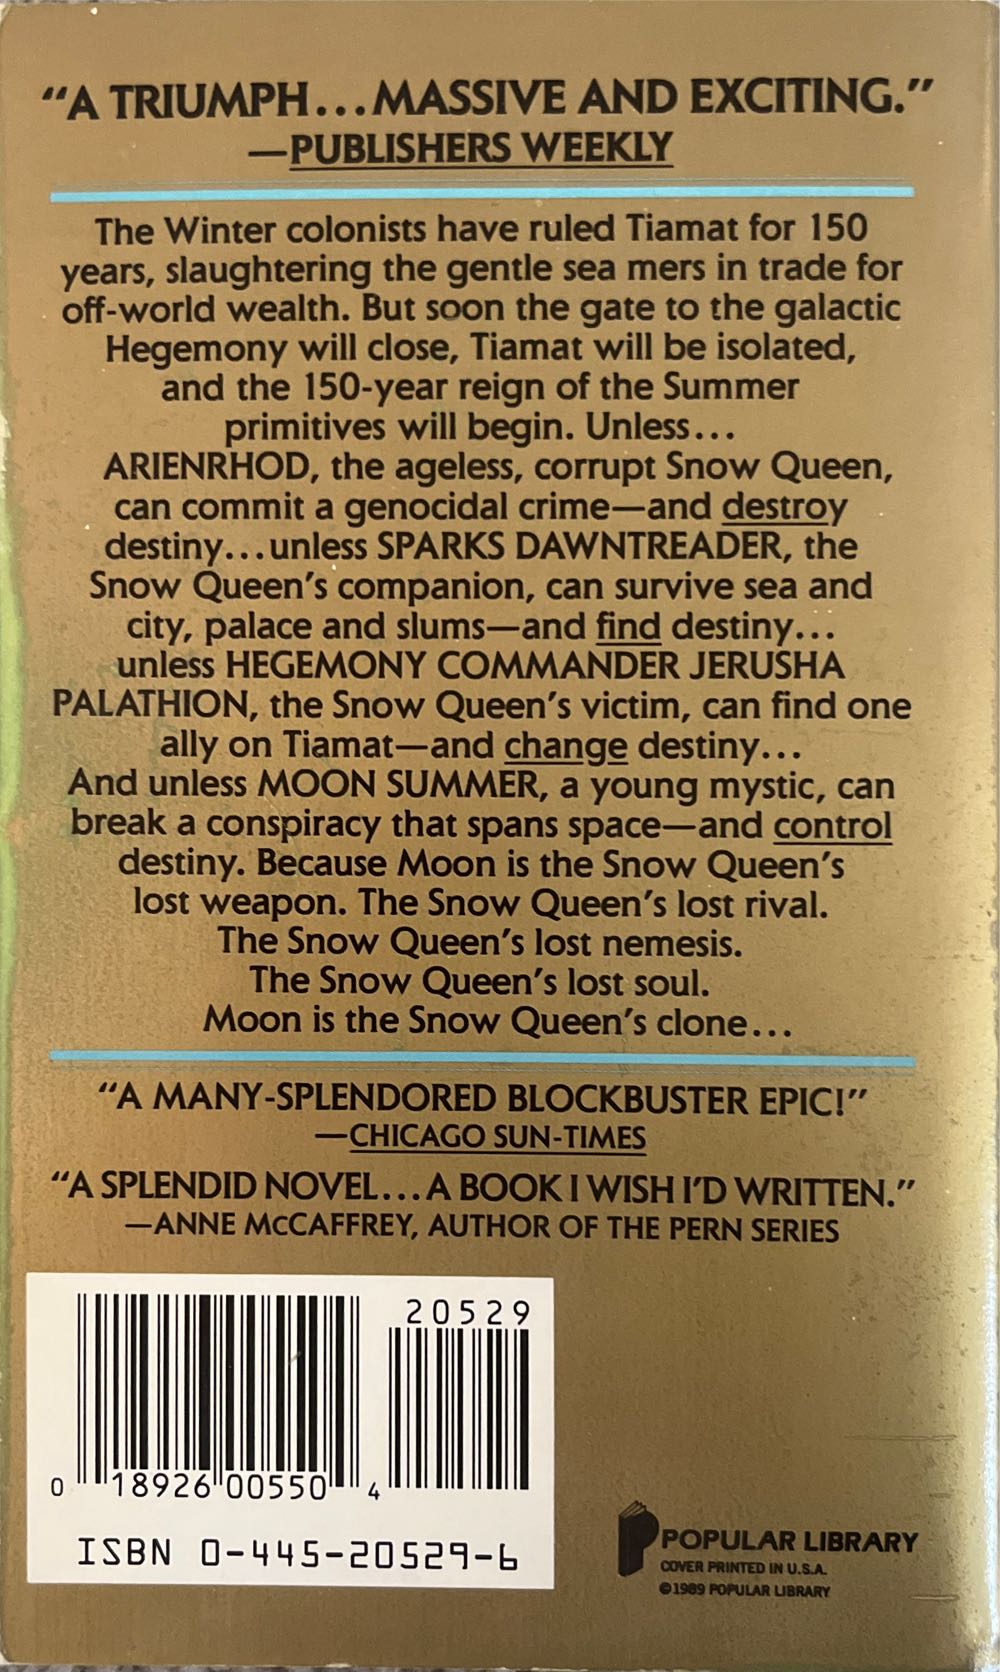 “A TRIUMPH...MASSIVE AND EXCITING.”
—PUBLISHERS WEEKLY
The Winter colonists have ruled Tiamat for 150
years, slaughtering the gentle sea mers in trade for
off-world wealth. But soon the gate to the galactic
Hegemony will close, Tiamat will be isolated,
and the 150-year reign of the Summer
primitives will begin. Unless...
ARIENRHOD, the ageless, corrupt Snow Queen,
can commit a genocidal crime—and destroy
destiny...unless SPARKS DAWNTREADER, the
Snow Queen’s companion, can survive sea and
city, palace and slums—and find destiny...
unless HEGEMONY COMMANDER JERUSHA
PALATHION, the Snow Queen’s victim, can find one
ally on Tiamat—and change destiny...
And unless MOON SUMMER, a young mystic, can
break a conspiracy that spans space—and control
destiny. Because Moon is the Snow Queen’s
lost weapon. The Snow Queen’s lost rival.
The Snow Queen’s lost nemesis.
The Snow Queen’s lost soul.
Moon is the Snow Queen’s clone...
“A MANY-SPLENDORED BLOCKBUSTER EPIC!”
—CHICAGO SUN-TIMES
“A SPLENDID NOVEL...A BOOK I WISH I’D WRITTEN.”
—ANNE McCAFFREY, AUTHOR OF THE PERN SERIES
20529
0 18926 00550 4
ISBN 0-445-20529-6
POPULAR LIBRARY
COVER PRINTED IN U.S.A.
©1989 POPULAR LIBRARY